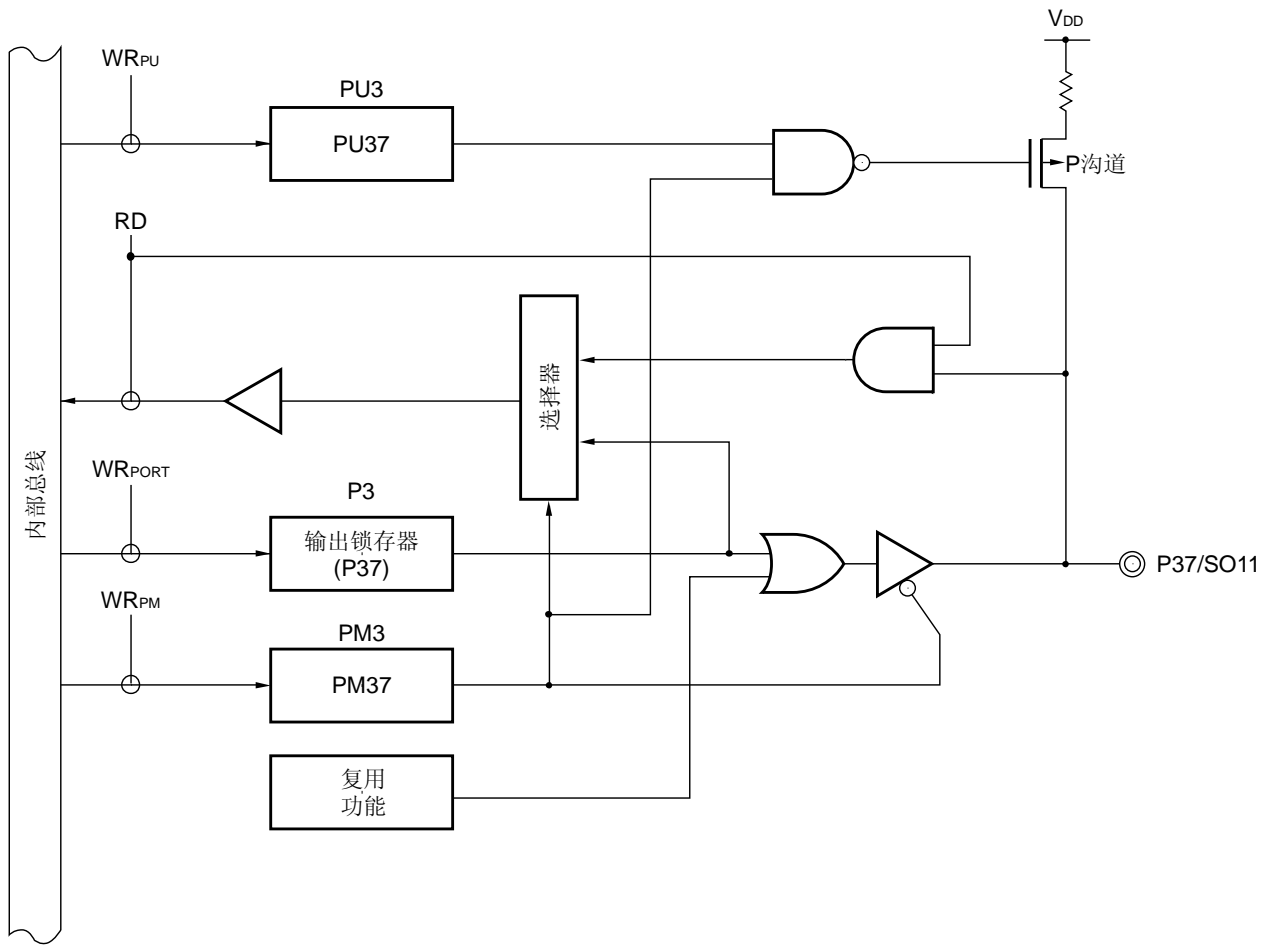 VDD
WRPU
PU3
PU37
P沟道
RD
选择器
内部总线
WRPORT
P3
输出锁存器
(P37)
P37/SO11
WRPM
PM3
PM37
复用
功能